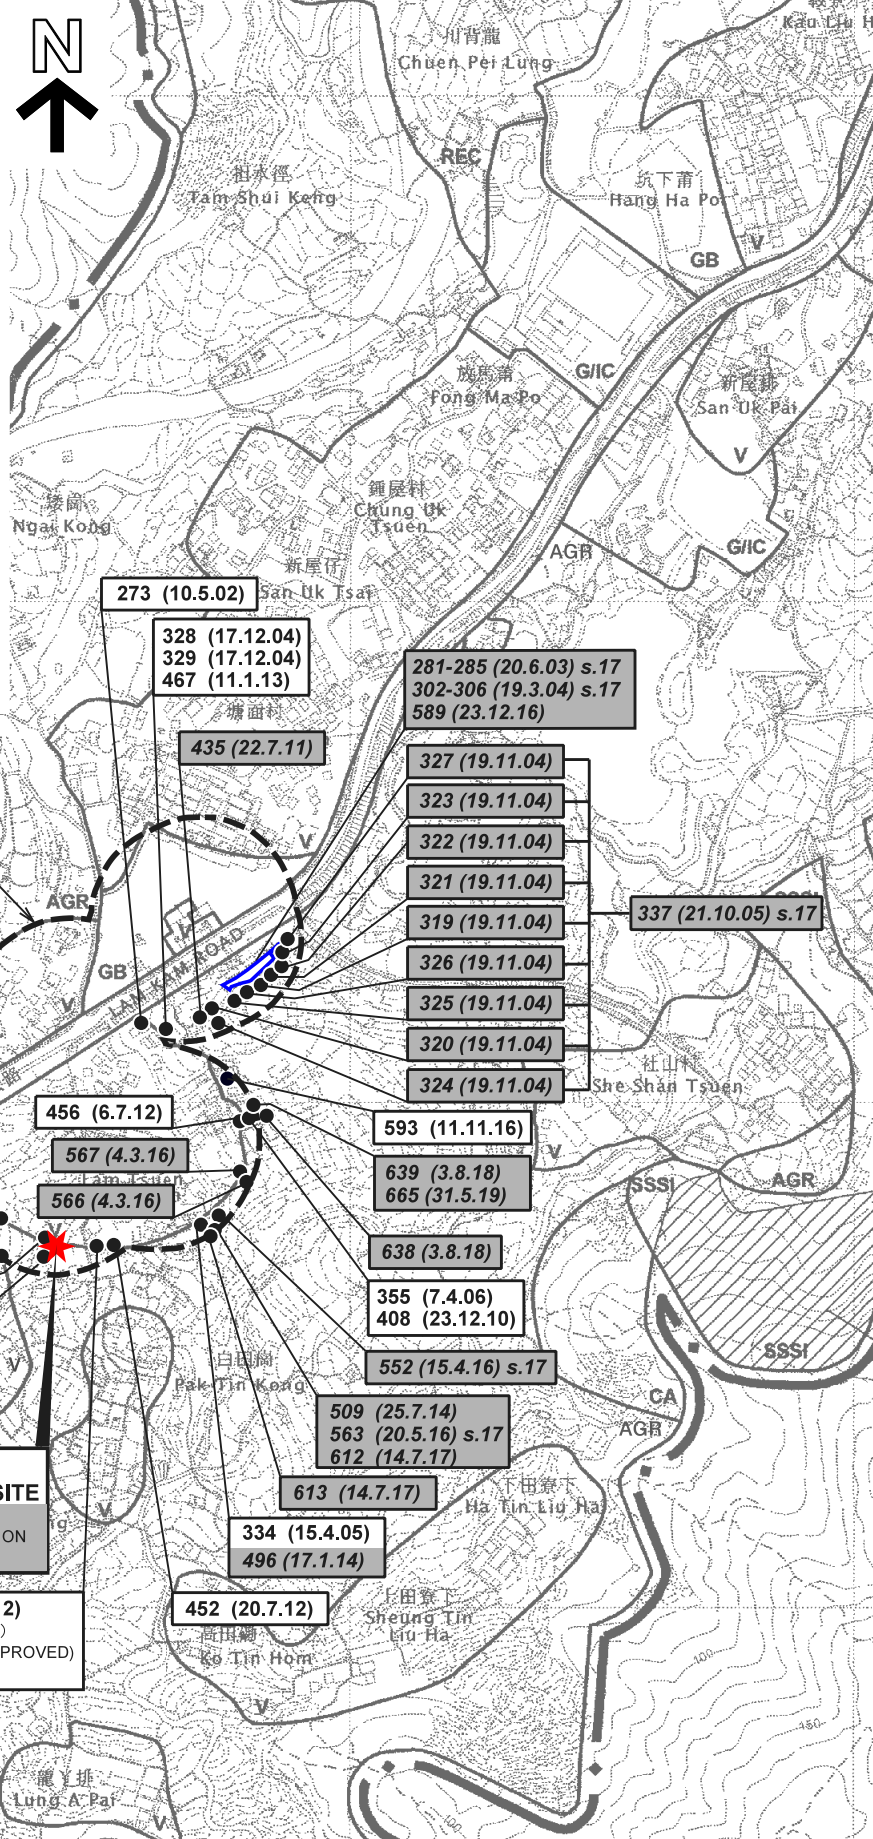 N
川背龍
Chuen Pei Lung
Kau Liu H
REC
担水徑
Tam Shui Keng
坑下莆
Hang Ha Po
V
GB
放馬莆
Fong Ma Po
G/IC
新屋排
San Uk Pai
V
鍾屋村
Chung Uk
Tsuen
矮崗
Ngai Kong
AGR
G/IC
新屋仔
San Uk Tsai
273 (10.5.02)
328 (17.12.04)
329 (17.12.04)
467 (11.1.13)
281-285 (20.6.03) s.17
302-306 (19.3.04) s.17
589 (23.12.16)
塘面村
435 (22.7.11)
327 (19.11.04)
323 (19.11.04)
322 (19.11.04)
321 (19.11.04)
319 (19.11.04)
326 (19.11.04)
325 (19.11.04)
320 (19.11.04)
324 (19.11.04)
337 (21.10.05) s.17
V
AGR
SSSI
GB
V
LAM KAM ROAD
路
社山村
She Shan Tsuen
V
456 (6.7.12)
593 (11.11.16)
567 (4.3.16)
Lam Tsuen
566 (4.3.16)
639 (3.8.18)
665 (31.5.19)
SSSI
AGR
V
638 (3.8.18)
355 (7.4.06)
408 (23.12.10)
白田崗
Pak Tin Kong
V
552 (15.4.16) s.17
SSSI
CA
AGR
509 (25.7.14)
563 (20.5.16) s.17
612 (14.7.17)
SITE
ON
V
613 (14.7.17)
下田寮下
Ha Tin Liu Ha
334 (15.4.05)
496 (17.1.14)
2)
)
PROVED)
452 (20.7.12)
上田寮下
Sheung Tin
Liu Ha
高田磡
Ko Tin Hom
V
100
150
龍丫排
Lung A Pai
V
100